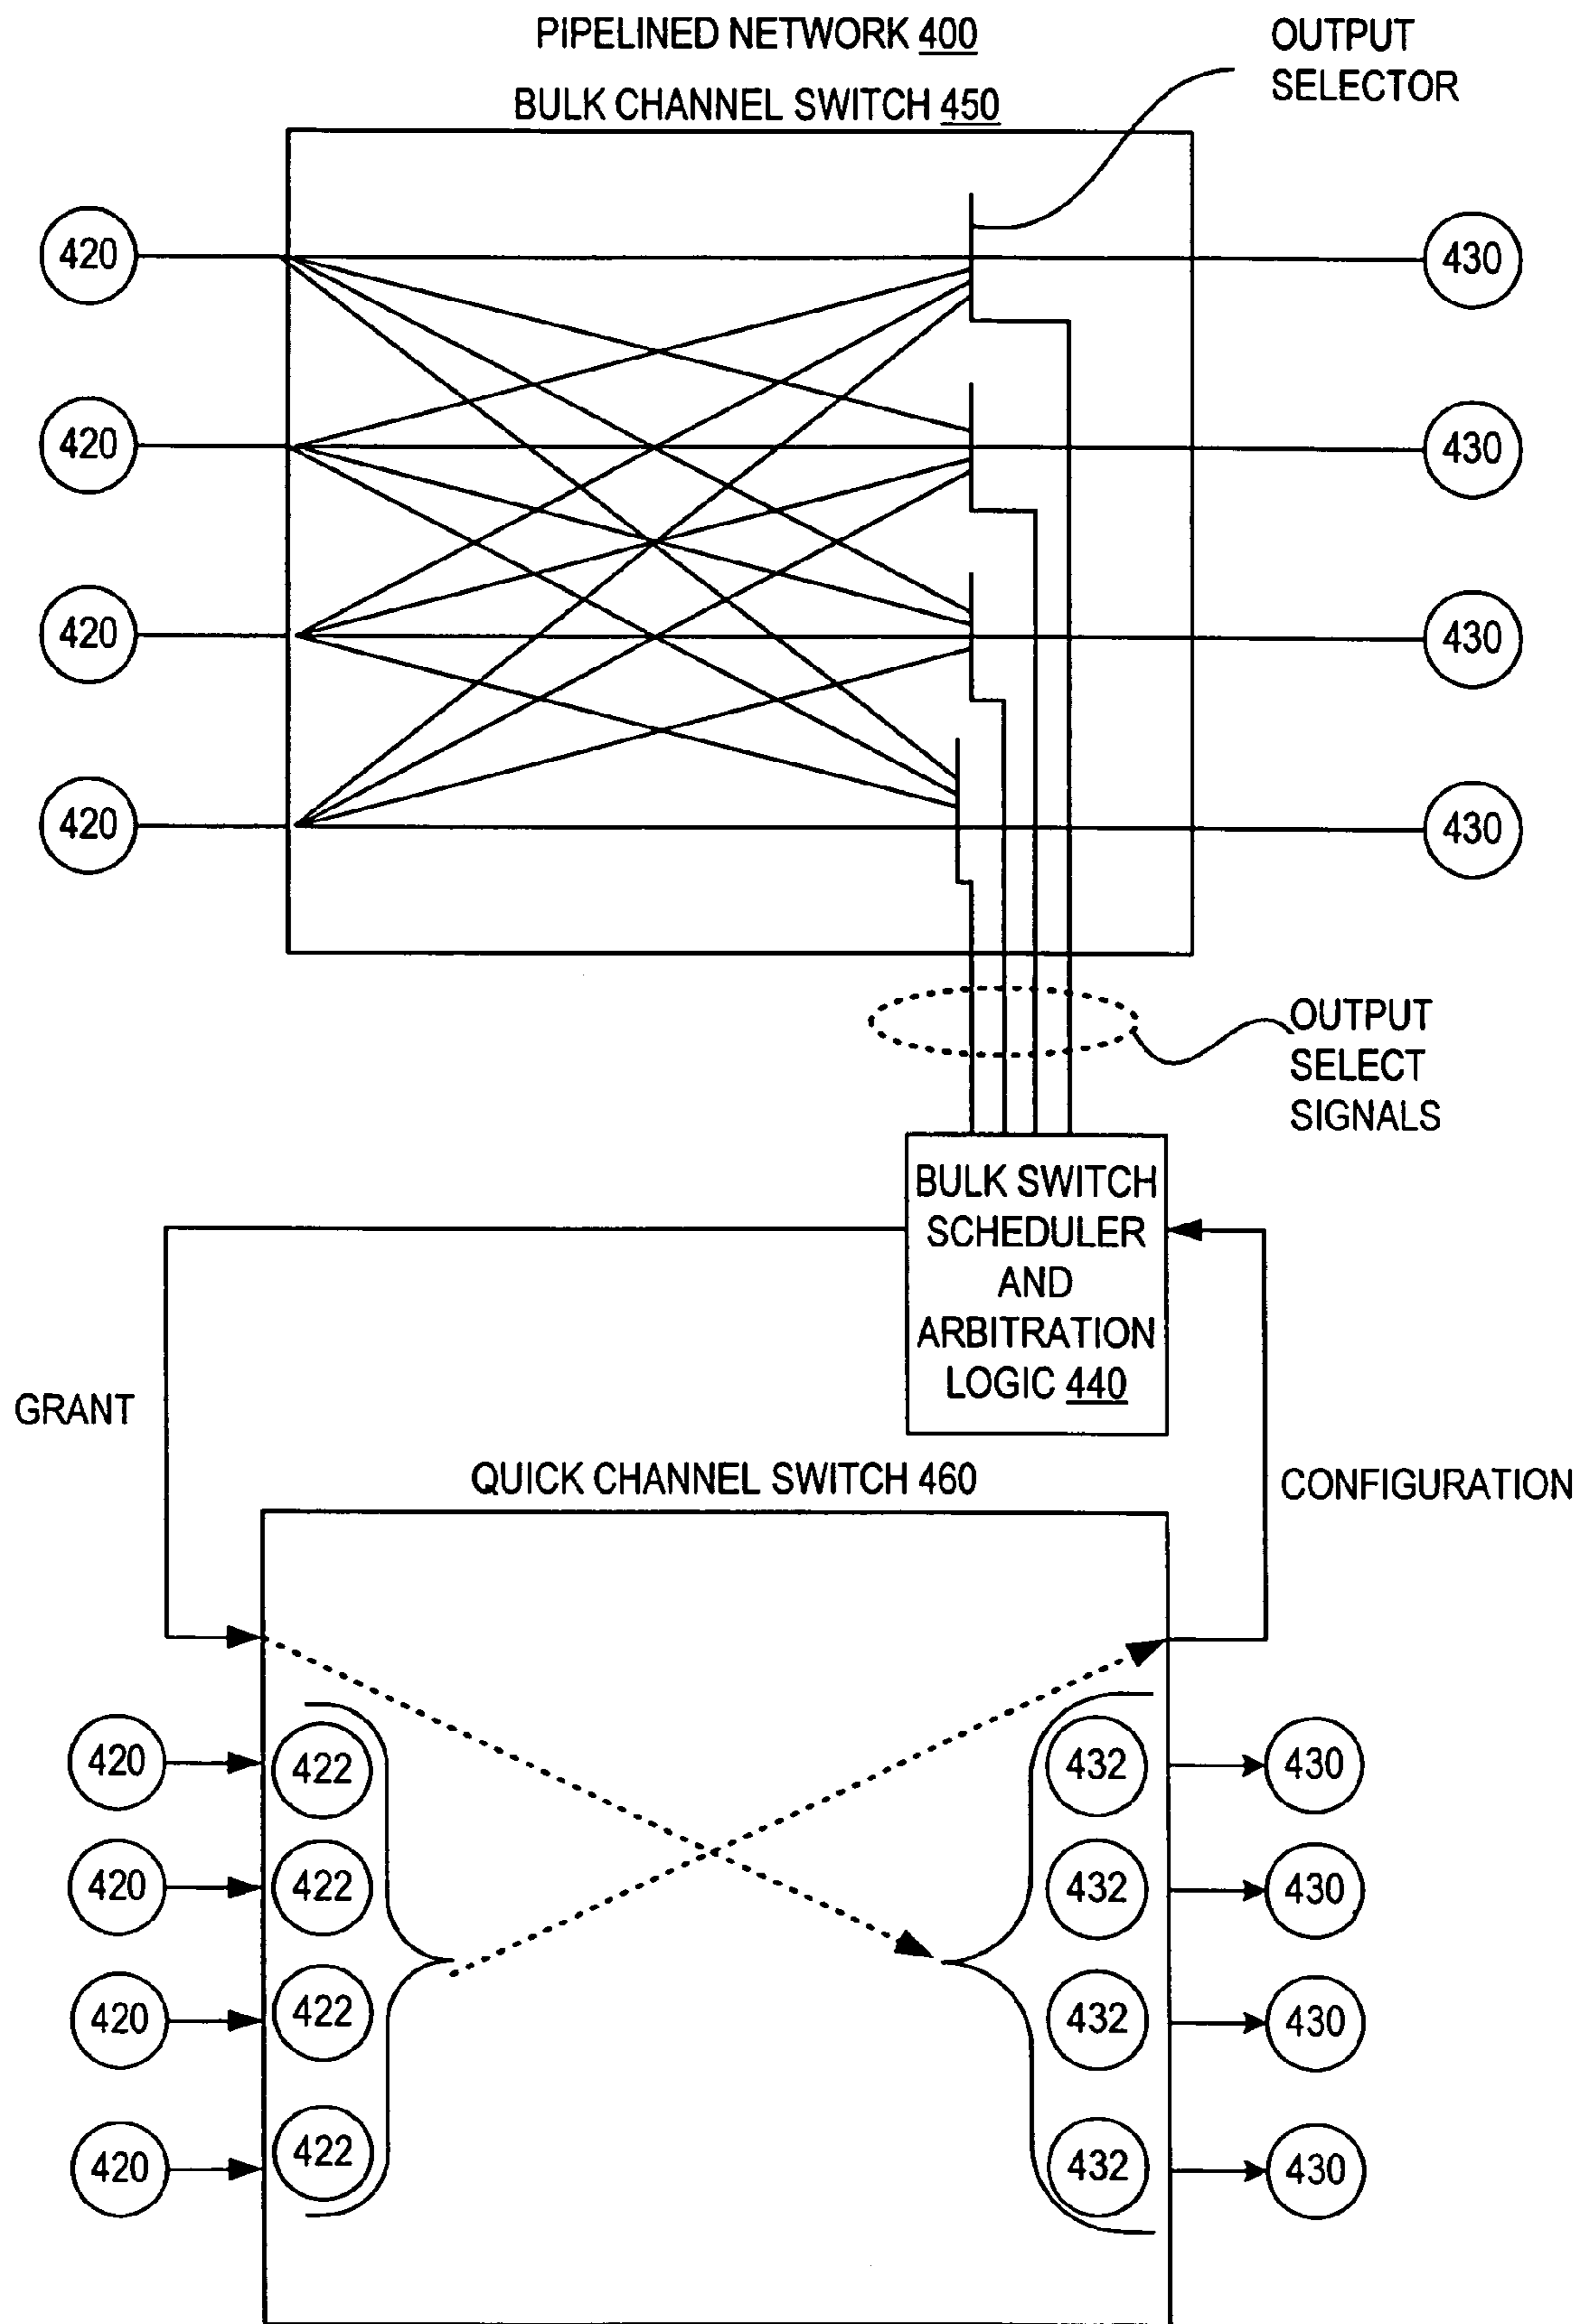 PIPELINED NETWORK 400
OUTPUT
SELECTOR
BULK CHANNEL SWITCH 450
420
430
420
430
420
430
420
430
OUTPUT
SELECT
SIGNALS
BULK SWITCH
SCHEDULER
AND
ARBITRATION
LOGIC 440
GRANT
QUICK CHANNEL SWITCH 460
CONFIGURATION
420
422
432
430
420
422
432
430
420
422
432
430
420
422
432
430